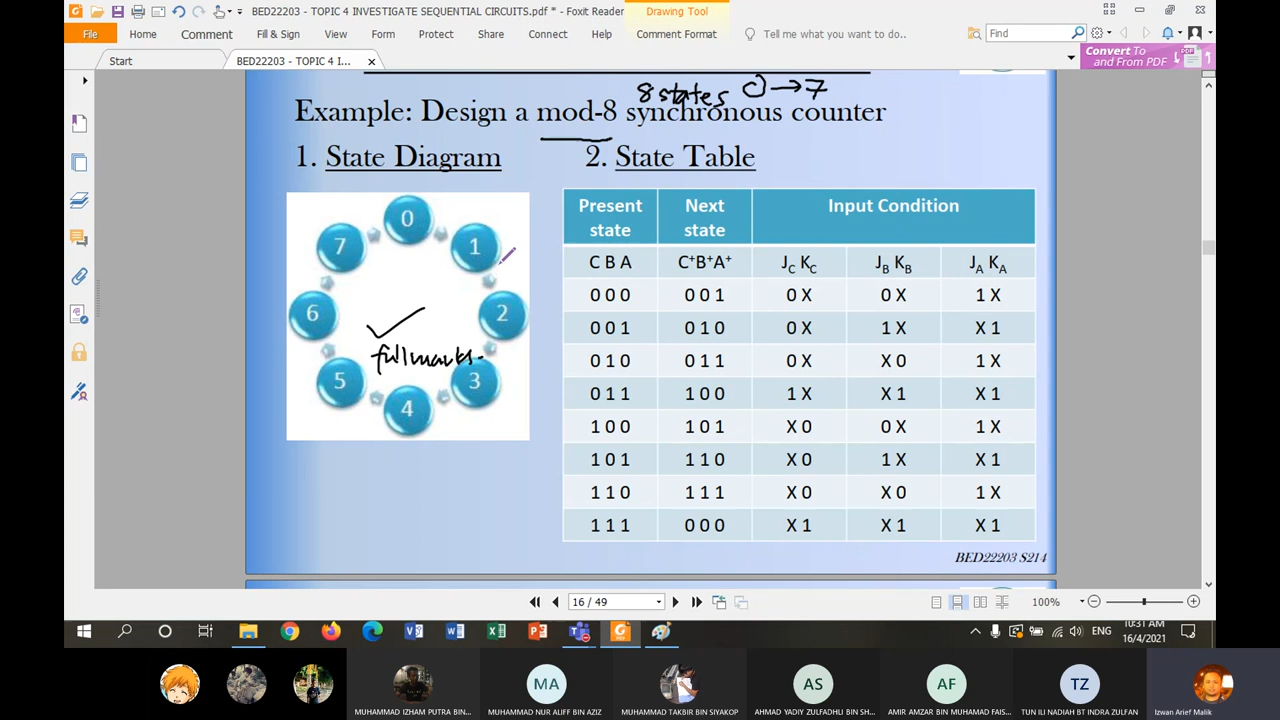 BED22203 - TOPIC 4 INVESTIGATE SEQUENTIAL CIRCUITS.pdf * - Foxit Reader
Drawing Tool
File Home Comment Fill & Sign View Form Protect Share Connect Help Comment Format Tell me what you want to do.. Find
Start BED22203 - TOPIC 4 I... Convert To
and From PDF
8 states 0 → 7
Example: Design a mod-8 synchronous counter
1. State Diagram 2. State Table
0
1
2
3
4
5
6
7
full marks.
Present state Next state Input Condition
C B A C⁺B⁺A⁺ J_C K_C J_B K_B J_A K_A
0 0 0 0 0 1 0 X 0 X 1 X
0 0 1 0 1 0 0 X 1 X X 1
0 1 0 0 1 1 0 X X 0 1 X
0 1 1 1 0 0 1 X X 1 X 1
1 0 0 1 0 1 X 0 0 X 1 X
1 0 1 1 1 0 X 0 1 X X 1
1 1 0 1 1 1 X 0 X 0 1 X
1 1 1 0 0 0 X 1 X 1 X 1
BED22203 S214
16 / 49 100%
ENG 10:31 AM
16/4/2021
MA AS AF TZ
MUHAMMAD IZHAM PUTRA BIN... MUHAMMAD NUR ALIFF BIN AZIZ MUHAMMAD TAKBIR BIN SIYAKOP AHMAD YADIY ZULFADHLI BIN SH... AMIR AMZAR BIN MUHAMAD FAIS... TUN ILI NADIAH BT INDRA ZULFAN Izwan Arief Malik